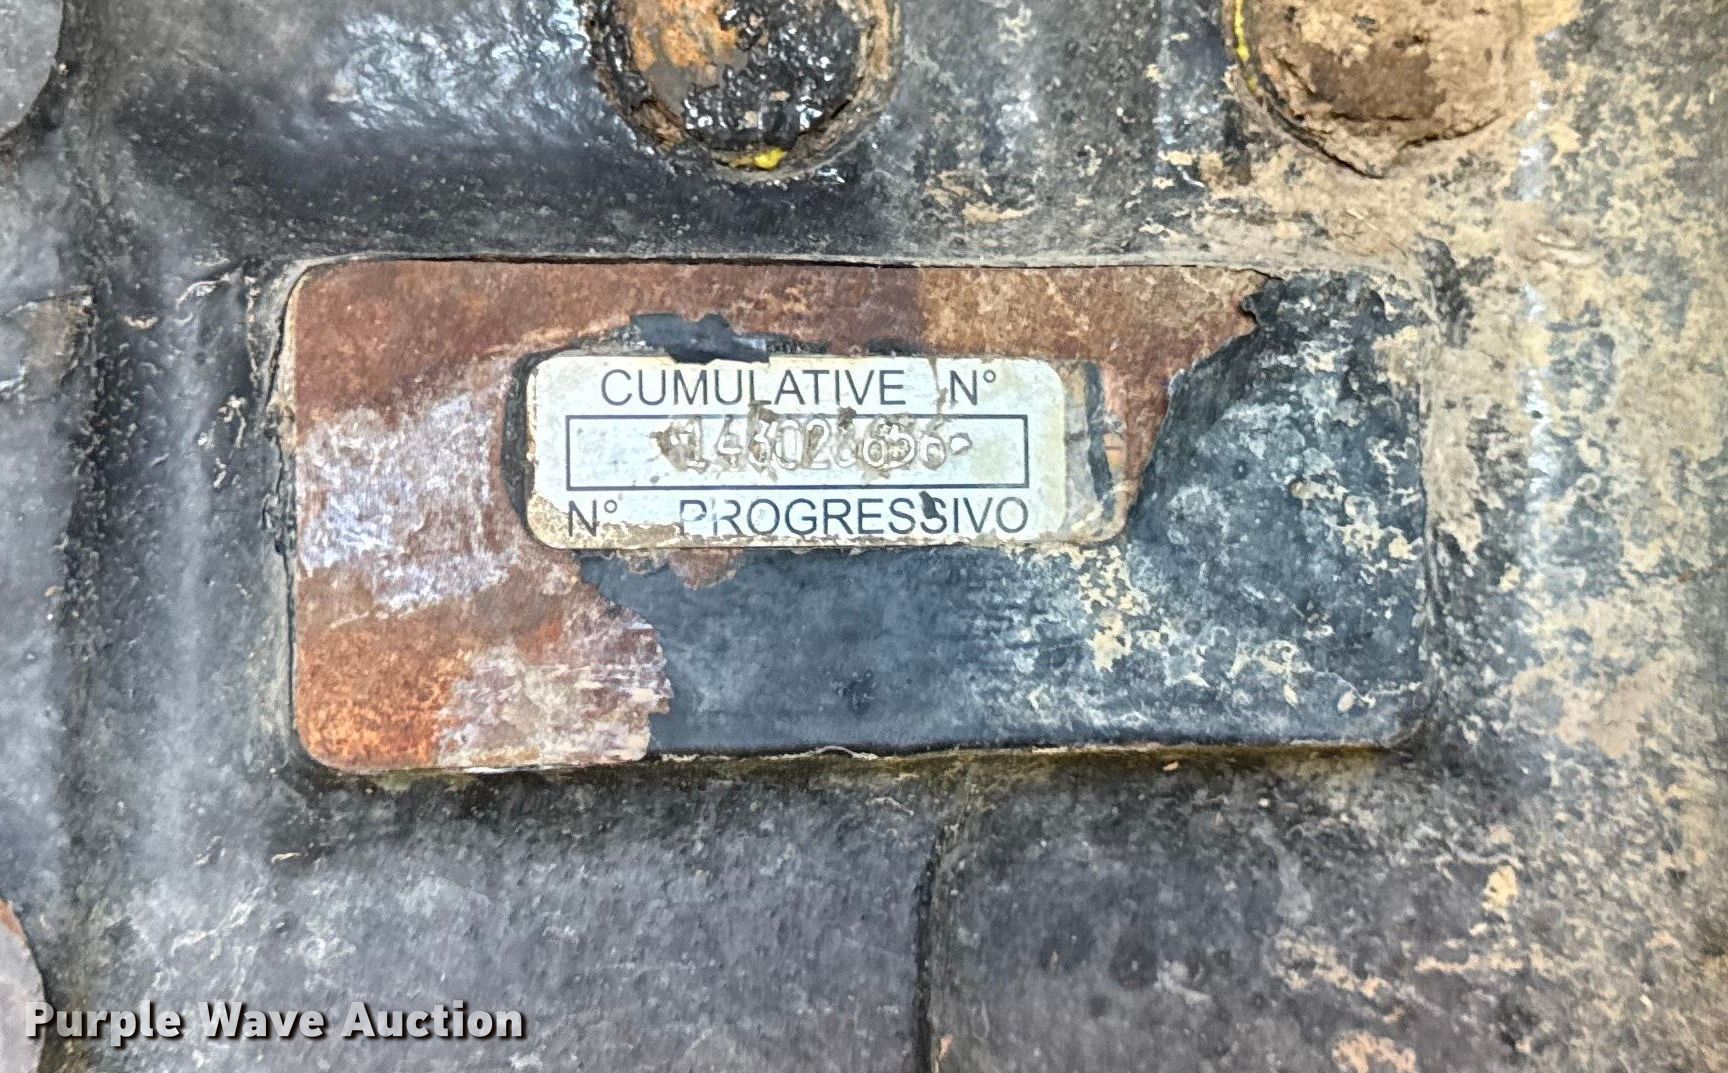 CUMULATIVE N°
N° PROGRESSIVO
Purple Wave Auction